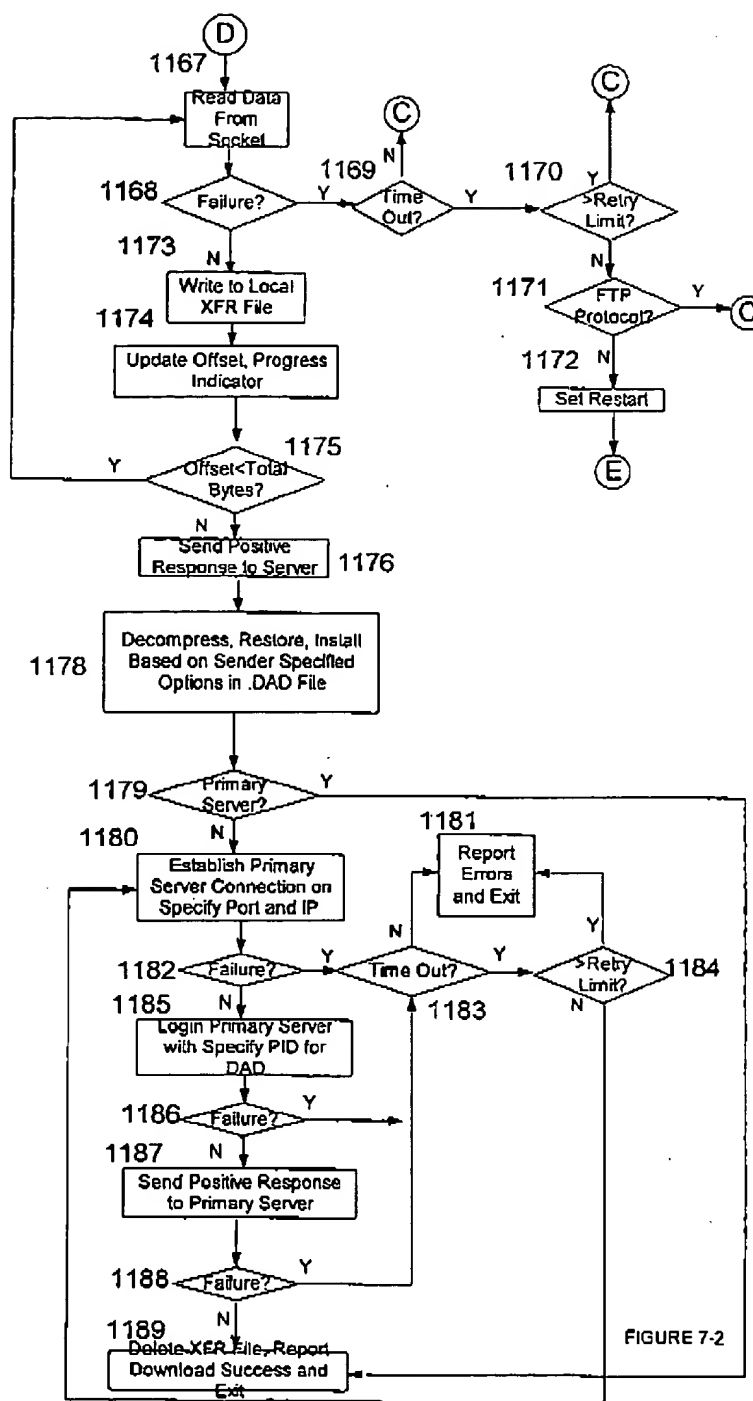 D
1167
Read Data
From
Socket
C
C
1168
Failure?
Y
1169
N
Time
Out?
Y
1170
Y
>Retry
Limit?
1173
N
N
Write to Local
XFR File
1171
FTP
Protocol?
Y
C
1174
1172
N
Update Offset, Progress
Indicator
Set Restart
1175
Y
Offset<Total
Bytes?
E
N
Send Positive
Response to Server
1176
1178
Decompress, Restore, Install
Based on Sender Specified
Options in .DAD File
1179
Primary
Server?
Y
1180
N
1181
Establish Primary
Server Connection on
Specify Port and IP
Report
Errors
and Exit
N
Y
1182
Failure?
Y
Time Out?
Y
>Retry
Limit?
1184
1185
N
1183
N
Login Primary Server
with Specify PID for
DAD
1186
Failure?
Y
1187
N
Send Positive Response
to Primary Server
1188
Failure?
Y
1189
N
Delete XFR File, Report
Download Success and
Exit
FIGURE 7-2